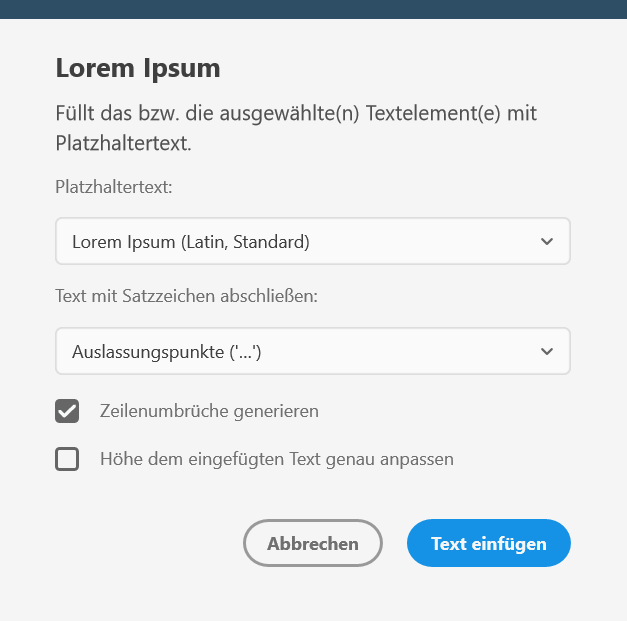 Lorem Ipsum
Füllt das bzw. die ausgewählte(n) Textelement(e) mit
Platzhaltertext.
Platzhaltertext:
Lorem Ipsum (Latin, Standard)
Text mit Satzzeichen abschließen:
Auslassungspunkte ('...')
Zeilenumbrüche generieren
Höhe dem eingefügten Text genau anpassen
Abbrechen
Text einfügen